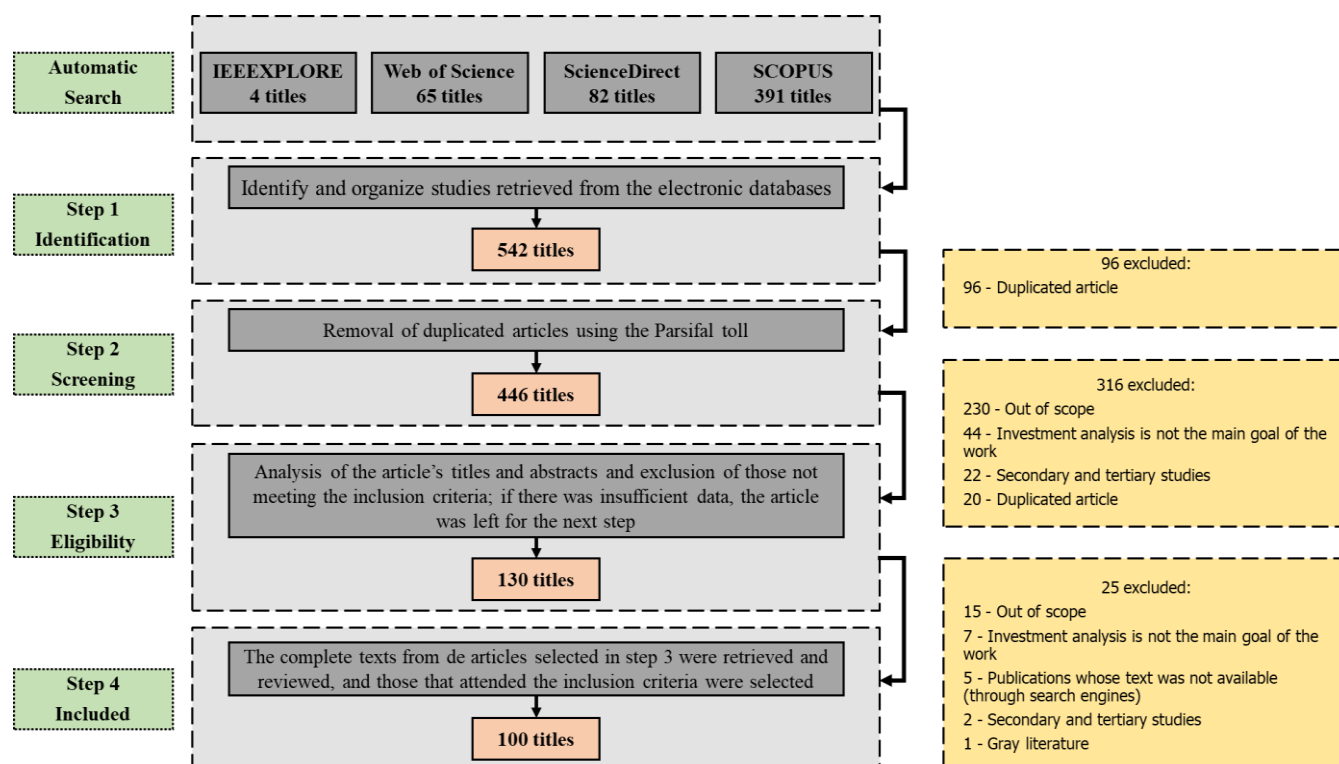 Automatic
Search
IEEEXPLORE
4 titles
Web of Science
65 titles
ScienceDirect
82 titles
SCOPUS
391 titles
Step 1
Identification
Identify and organize studies retrieved from the electronic databases
542 titles
96 excluded:
96 - Duplicated article
Step 2
Screening
Removal of duplicated articles using the Parsifal toll
446 titles
316 excluded:
230 - Out of scope
44 - Investment analysis is not the main goal of the
work
22 - Secondary and tertiary studies
20 - Duplicated article
Step 3
Eligibility
Analysis of the article's titles and abstracts and exclusion of those not
meeting the inclusion criteria; if there was insufficient data, the article
was left for the next step
130 titles
25 excluded:
15 - Out of scope
7 - Investment analysis is not the main goal of the
work
5 - Publications whose text was not available
(through search engines)
2 - Secondary and tertiary studies
1 - Gray literature
Step 4
Included
The complete texts from de articles selected in step 3 were retrieved and
reviewed, and those that attended the inclusion criteria were selected
100 titles